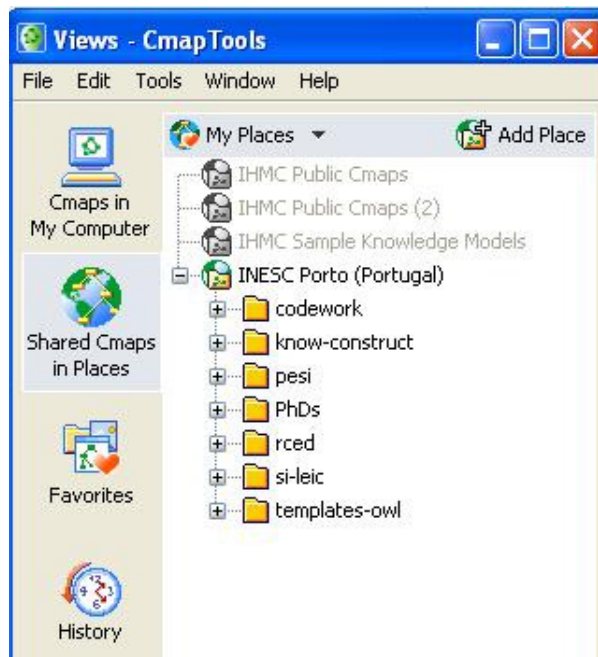 Views - CmapTools
File Edit Tools Window Help
My Places Add Place
Cmaps in
My Computer
Shared Cmaps
in Places
Favorites
History
IHMC Public Cmaps
IHMC Public Cmaps (2)
IHMC Sample Knowledge Models
INESC Porto (Portugal)
codework
know-construct
pesi
PhDs
rced
si-leic
templates-owl